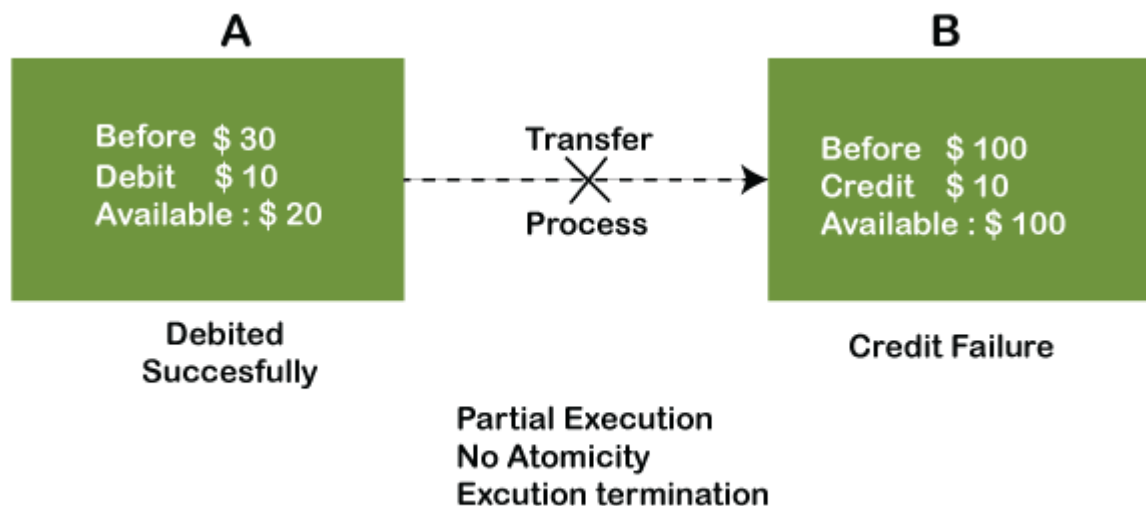 A
Before $ 30
Debit $ 10
Available : $ 20
Debited
Succesfully
Transfer
Process
B
Before $ 100
Credit $ 10
Available : $ 100
Credit Failure
Partial Execution
No Atomicity
Excution termination